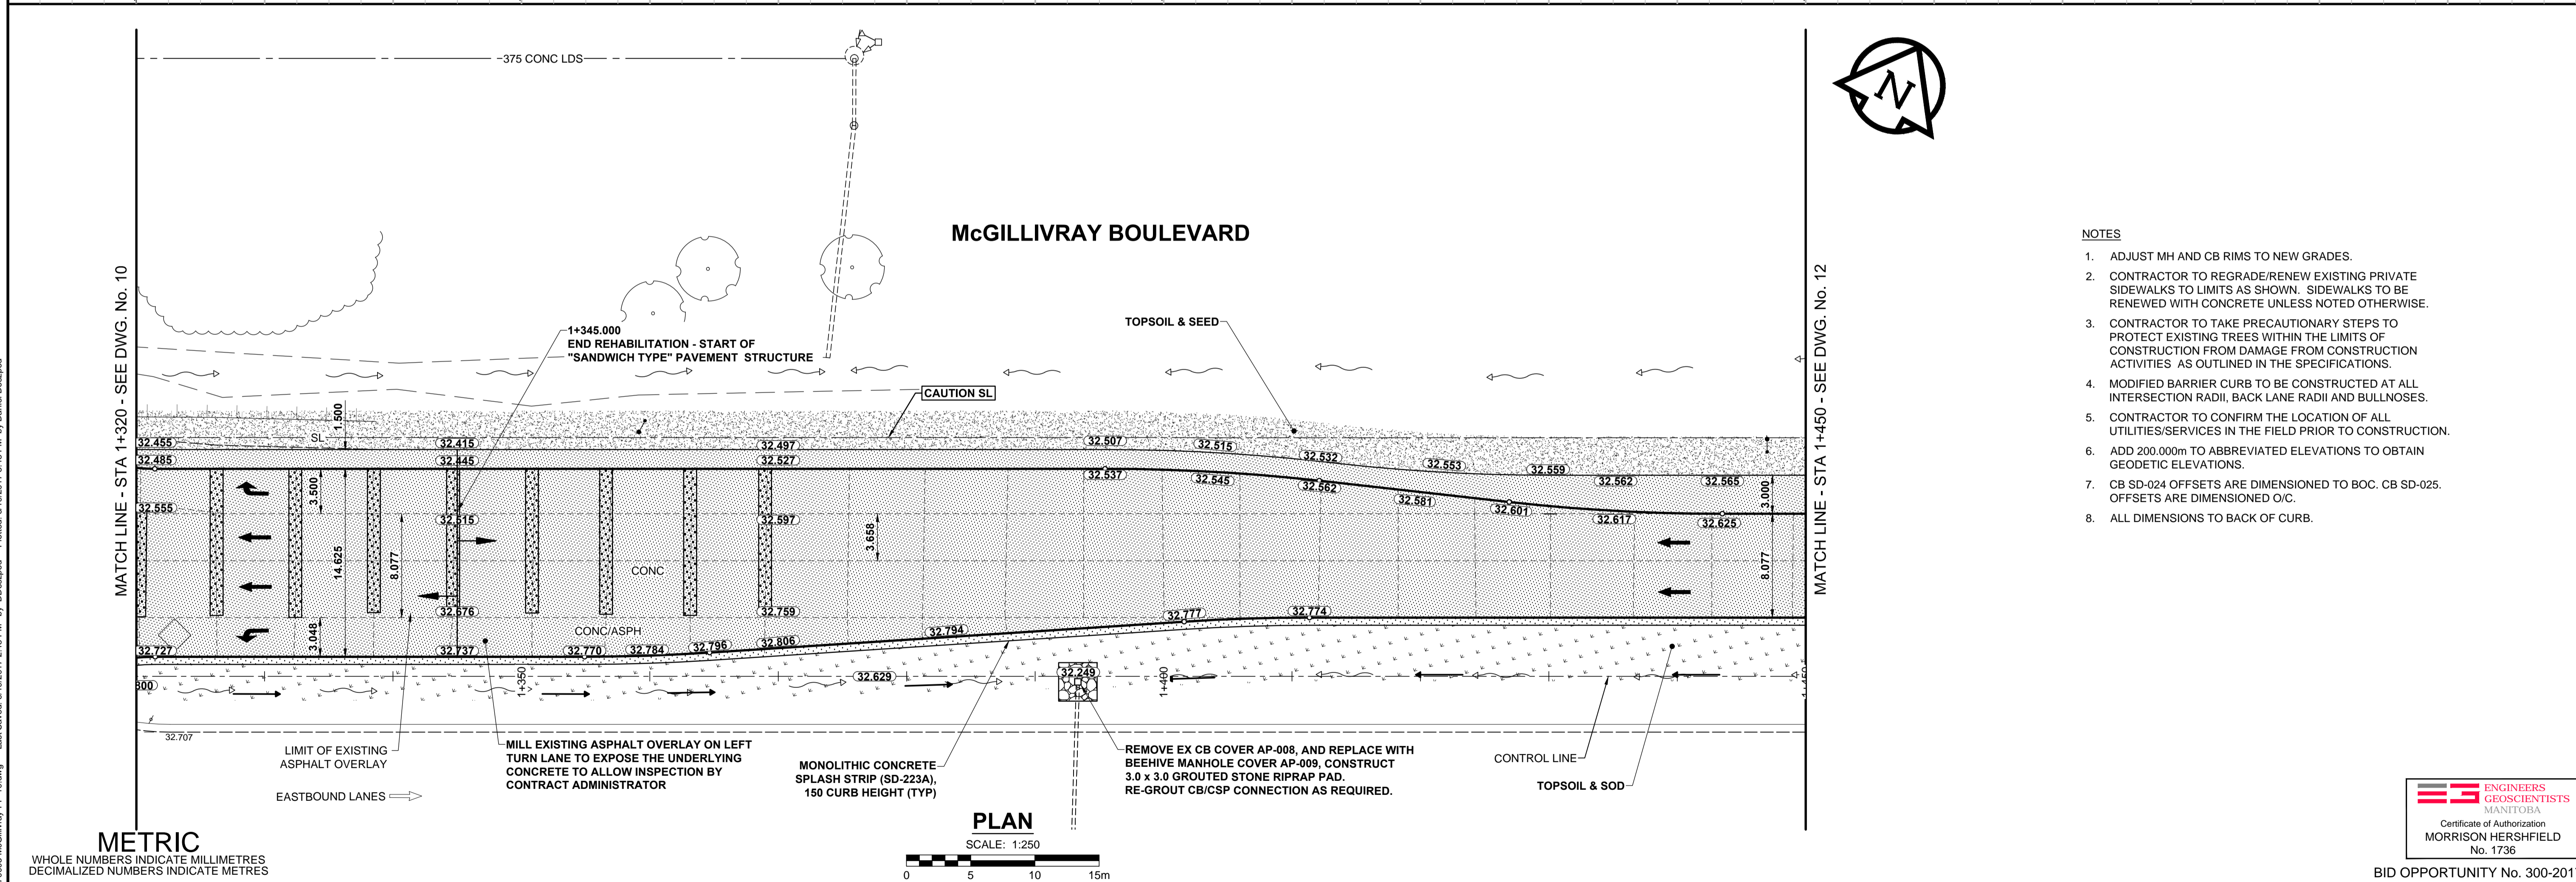 375 CONC LDS
McGILLIVRAY BOULEVARD
MATCH LINE - STA 1+320 - SEE DWG. No. 10
MATCH LINE - STA 1+450 - SEE DWG. No. 12
N
1+345.000
END REHABILITATION - START OF
"SANDWICH TYPE" PAVEMENT STRUCTURE
TOPSOIL & SEED
CAUTION SL
1.500
SL
32.455
32.415
32.497
32.507
32.515
32.532
32.553
32.559
32.485
32.445
32.527
32.537
32.545
32.562
32.581
32.601
32.562
32.565
3.500
3.000
32.555
32.515
32.597
32.617
32.625
3.658
14.625
8.077
8.077
CONC
32.676
32.759
32.777
32.774
3.048
CONC/ASPH
32.727
32.737
32.770
32.784
32.796
32.806
32.794
32.629
32.249
1+350
1+400
32.707
LIMIT OF EXISTING
ASPHALT OVERLAY
MILL EXISTING ASPHALT OVERLAY ON LEFT
TURN LANE TO EXPOSE THE UNDERLYING
CONCRETE TO ALLOW INSPECTION BY
CONTRACT ADMINISTRATOR
MONOLITHIC CONCRETE
SPLASH STRIP (SD-223A),
150 CURB HEIGHT (TYP)
REMOVE EX CB COVER AP-008, AND REPLACE WITH
BEEHIVE MANHOLE COVER AP-009, CONSTRUCT
3.0 x 3.0 GROUTED STONE RIPRAP PAD.
RE-GROUT CB/CSP CONNECTION AS REQUIRED.
CONTROL LINE
TOPSOIL & SOD
EASTBOUND LANES
METRIC
WHOLE NUMBERS INDICATE MILLIMETRES
DECIMALIZED NUMBERS INDICATE METRES
PLAN
SCALE: 1:250
0 5 10 15m
NOTES
1. ADJUST MH AND CB RIMS TO NEW GRADES.
2. CONTRACTOR TO REGRADE/RENEW EXISTING PRIVATE
SIDEWALKS TO LIMITS AS SHOWN. SIDEWALKS TO BE
RENEWED WITH CONCRETE UNLESS NOTED OTHERWISE.
3. CONTRACTOR TO TAKE PRECAUTIONARY STEPS TO
PROTECT EXISTING TREES WITHIN THE LIMITS OF
CONSTRUCTION FROM DAMAGE FROM CONSTRUCTION
ACTIVITIES AS OUTLINED IN THE SPECIFICATIONS.
4. MODIFIED BARRIER CURB TO BE CONSTRUCTED AT ALL
INTERSECTION RADII, BACK LANE RADII AND BULLNOSES.
5. CONTRACTOR TO CONFIRM THE LOCATION OF ALL
UTILITIES/SERVICES IN THE FIELD PRIOR TO CONSTRUCTION.
6. ADD 200.000m TO ABBREVIATED ELEVATIONS TO OBTAIN
GEODETIC ELEVATIONS.
7. CB SD-024 OFFSETS ARE DIMENSIONED TO BOC. CB SD-025.
OFFSETS ARE DIMENSIONED O/C.
8. ALL DIMENSIONS TO BACK OF CURB.
ENGINEERS
GEOSCIENTISTS
MANITOBA
Certificate of Authorization
MORRISON HERSHFIELD
No. 1736
BID OPPORTUNITY No. 300-201